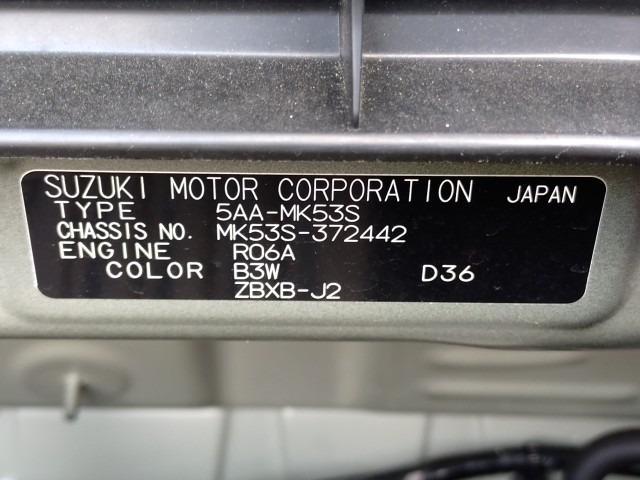 SUZUKI MOTOR CORPORATION JAPAN
TYPE 5AA-MK53S
CHASSIS NO. MK53S-372442
ENGINE R06A
COLOR B3W D36
ZBXB-J2